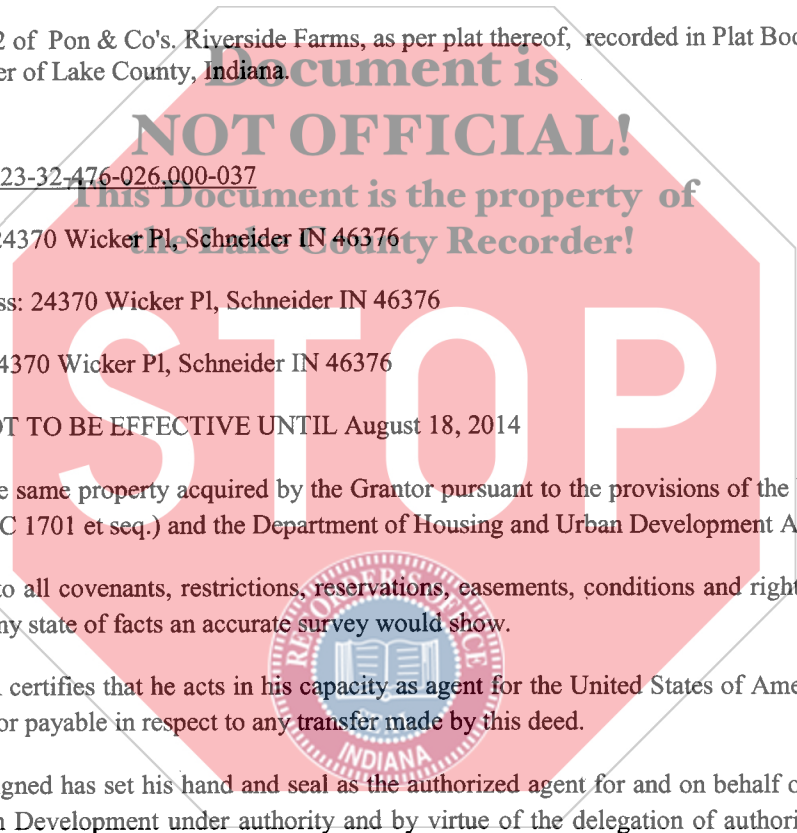 2 of Pon & Co's. Riverside Farms, as per plat thereof, recorded in Plat Boo
er of Lake County, Indiana.
Document is
NOT OFFICIAL!
23-32-476-026.000-037
This Document is the property of
the Lake County Recorder!
24370 Wicker Pl, Schneider IN 46376
ss: 24370 Wicker Pl, Schneider IN 46376
4370 Wicker Pl, Schneider IN 46376
STOP
OT TO BE EFFECTIVE UNTIL August 18, 2014
e same property acquired by the Grantor pursuant to the provisions of the
C 1701 et seq.) and the Department of Housing and Urban Development A
to all covenants, restrictions, reservations, easements, conditions and right
ny state of facts an accurate survey would show.
RECORDER'S OFFICE
certifies that he acts in his capacity as agent for the United States of Ame
or payable in respect to any transfer made by this deed.
INDIANA
gned has set his hand and seal as the authorized agent for and on behalf o
n Development under authority and by virtue of the delegation of authori